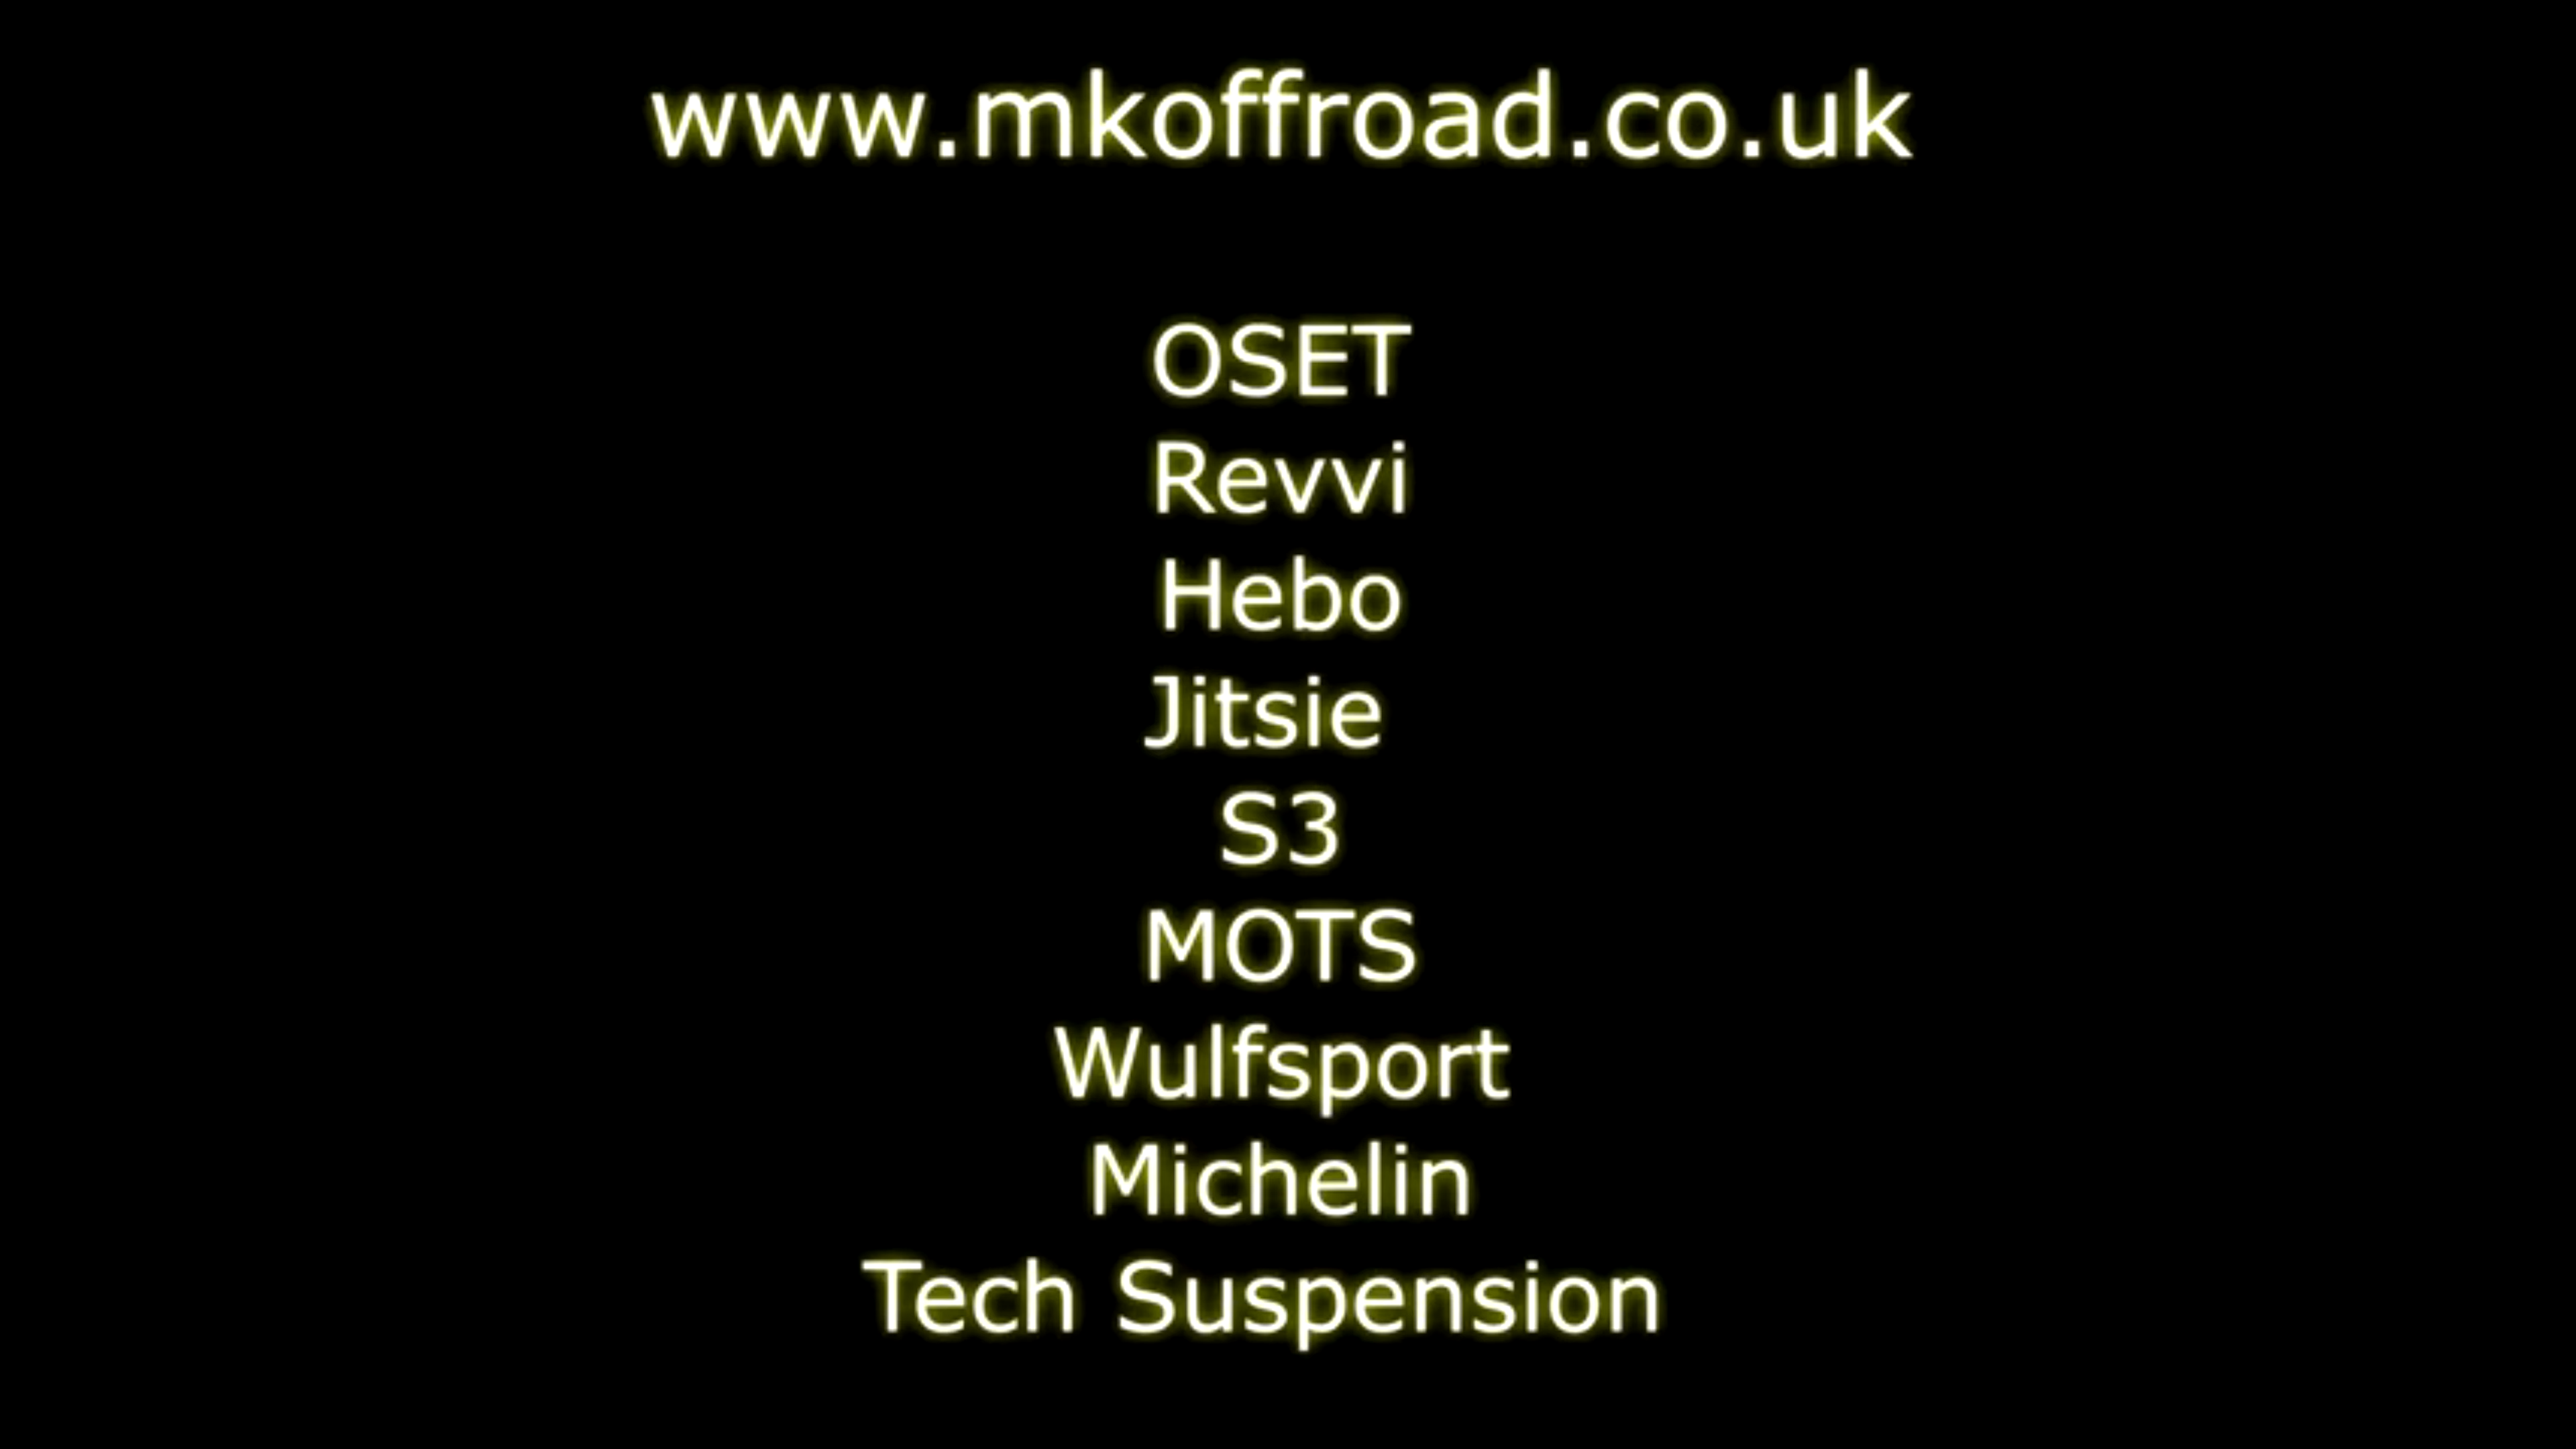 www.mkoffroad.co.uk
OSET
Revvi
Hebo
Jitsie
S3
MOTS
Wulfsport
Michelin
Tech Suspension